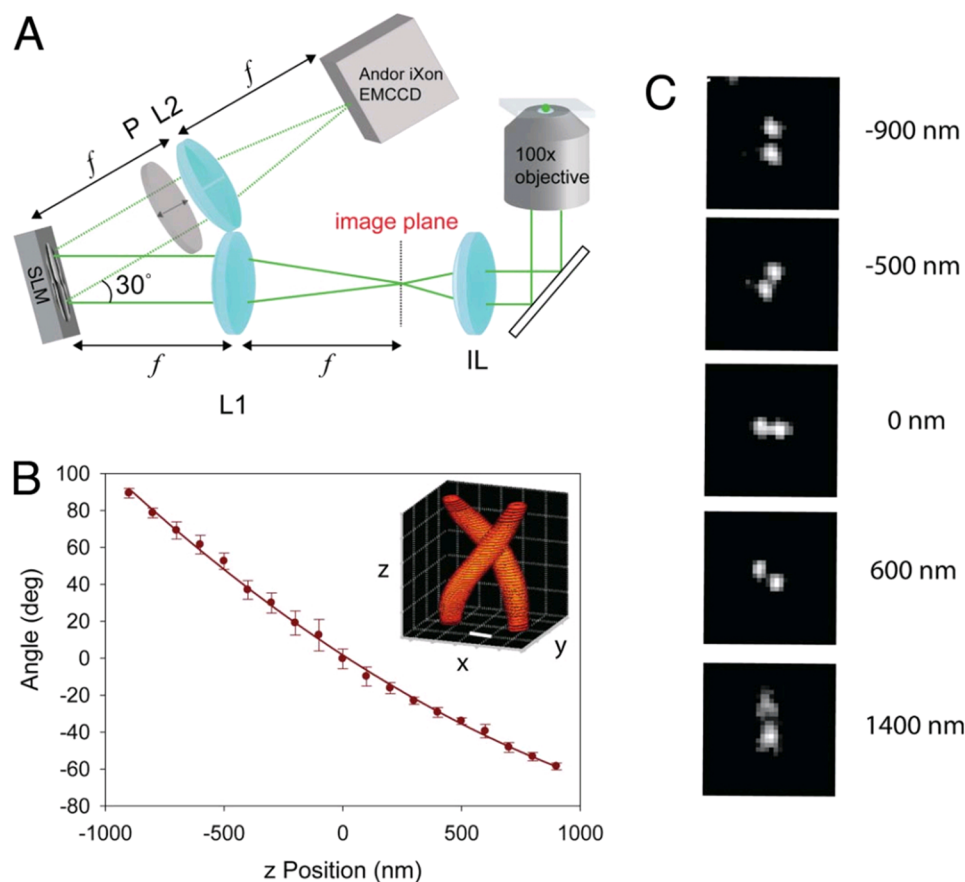 A
f
P L2
f
Andor iXon
EMCCD
100x
objective
image plane
SLM
30°
f
f
IL
L1
B
100
80
60
40
20
0
-20
-40
-60
-80
Angle (deg)
-1000
-500
0
500
1000
z Position (nm)
z
x
y
C
-900 nm
-500 nm
0 nm
600 nm
1400 nm